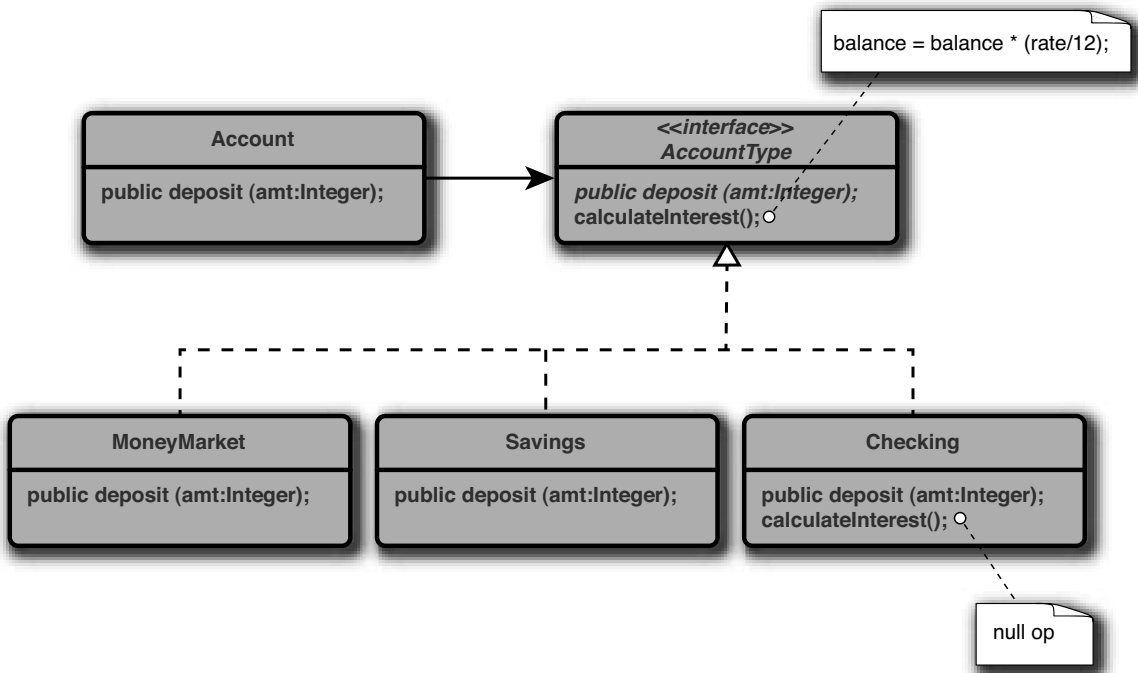 balance = balance * (rate/12);
Account
public deposit (amt:Integer);
<<interface>>
AccountType
public deposit (amt:Integer);
calculateInterest();
MoneyMarket
public deposit (amt:Integer);
Savings
public deposit (amt:Integer);
Checking
public deposit (amt:Integer);
calculateInterest();
null op